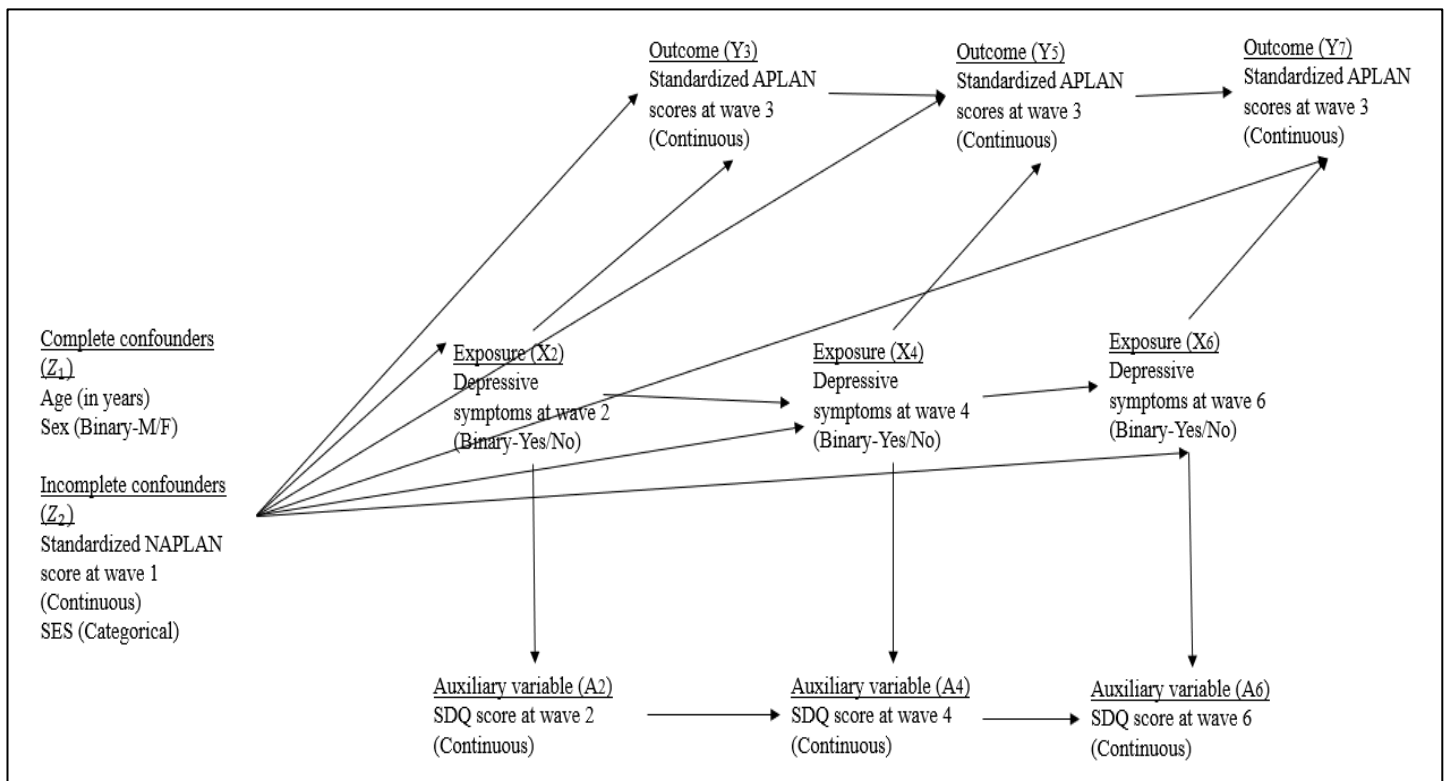 Outcome (Y3)
Standardized APLAN
scores at wave 3
(Continuous)
Outcome (Y5)
Standardized APLAN
scores at wave 3
(Continuous)
Outcome (Y7)
Standardized APLAN
scores at wave 3
(Continuous)
Complete confounders
(Z1)
Age (in years)
Sex (Binary-M/F)
Incomplete confounders
(Z2)
Standardized NAPLAN
score at wave 1
(Continuous)
SES (Categorical)
Exposure (X2)
Depressive
symptoms at wave 2
(Binary-Yes/No)
Exposure (X4)
Depressive
symptoms at wave 4
(Binary-Yes/No)
Exposure (X6)
Depressive
symptoms at wave 6
(Binary-Yes/No)
Auxiliary variable (A2)
SDQ score at wave 2
(Continuous)
Auxiliary variable (A4)
SDQ score at wave 4
(Continuous)
Auxiliary variable (A6)
SDQ score at wave 6
(Continuous)